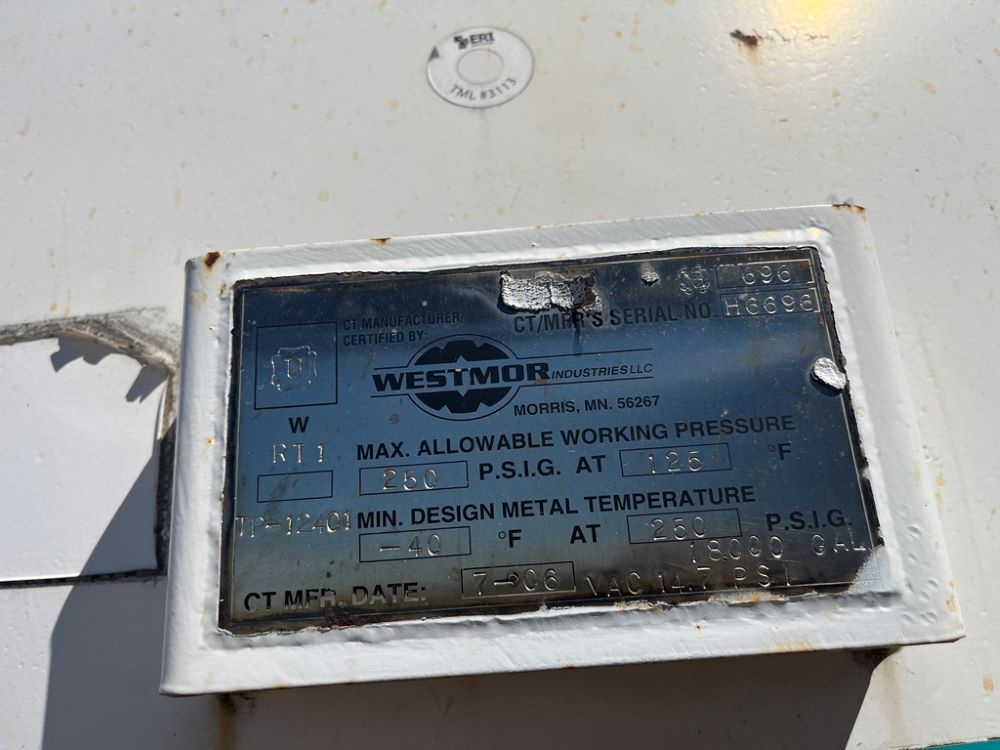 ERI
TML #3113
696
CT MANUFACTURER/
CERTIFIED BY:
CT/MFR'S SERIAL NO. H6696
U
WESTMOR INDUSTRIES LLC
MORRIS, MN. 56267
W
RT1
MAX. ALLOWABLE WORKING PRESSURE
250 P.S.I.G. AT 125 °F
TP-12401
MIN. DESIGN METAL TEMPERATURE
-40 °F AT 250 P.S.I.G.
18000 GAL
CT MFR. DATE: 7-06 VAC 14.7 PSI